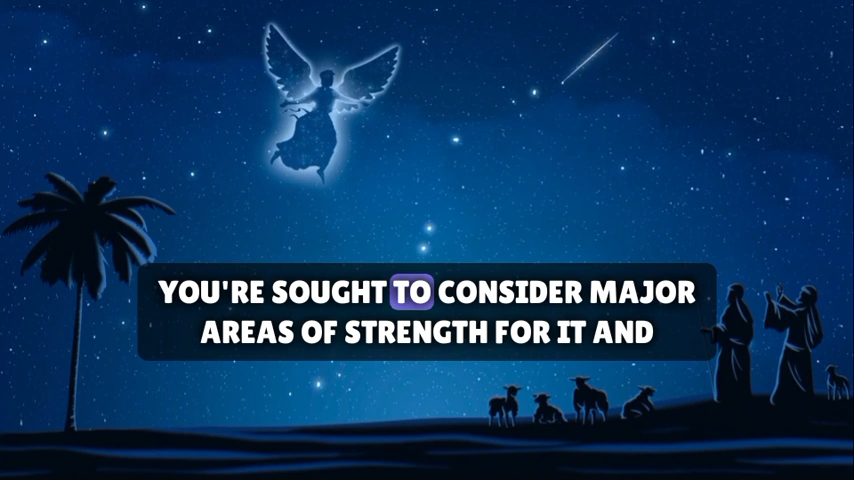 YOU'RE SOUGHT TO CONSIDER MAJOR
AREAS OF STRENGTH FOR IT AND